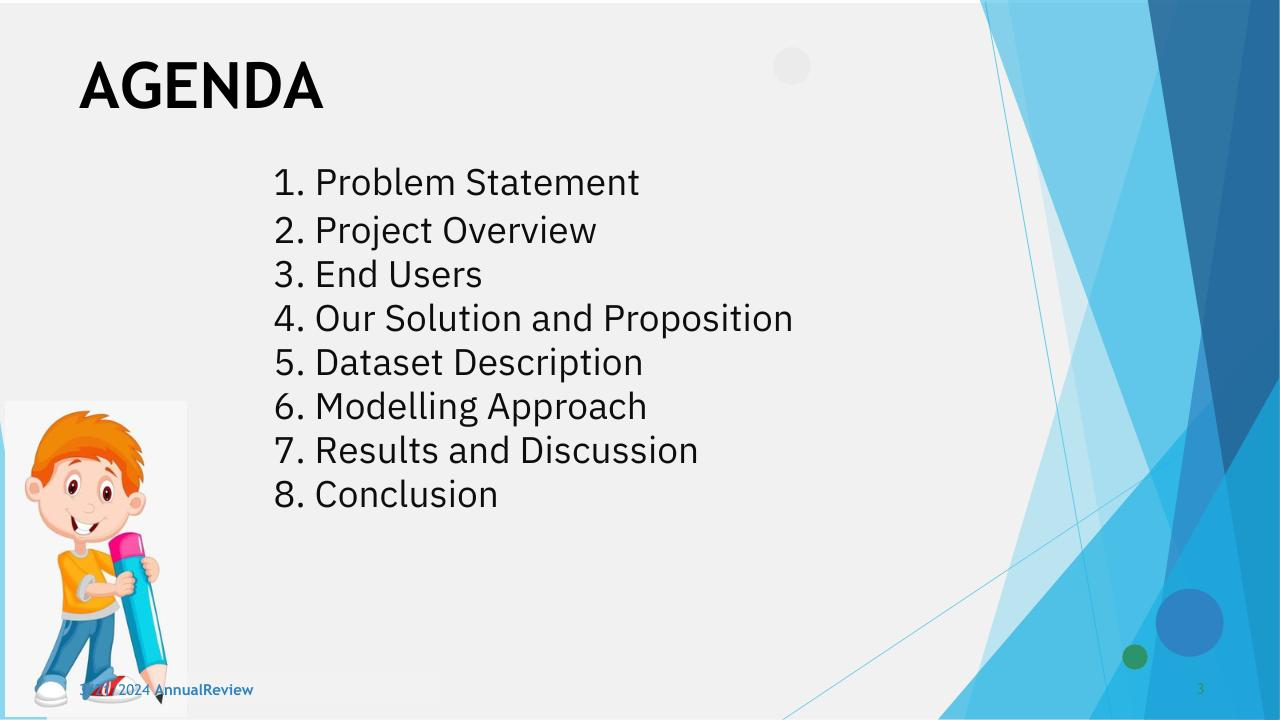 AGENDA
1. Problem Statement
2. Project Overview
3. End Users
4. Our Solution and Proposition
5. Dataset Description
6. Modelling Approach
7. Results and Discussion
8. Conclusion
2024 AnnualReview
3